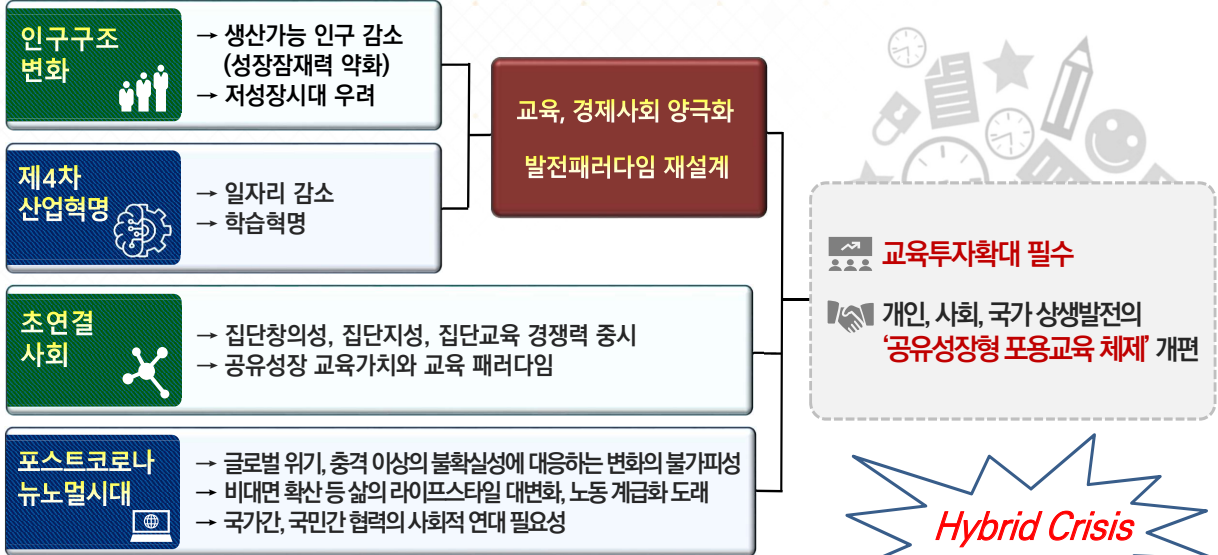 인구구조
변화
→ 생산가능 인구 감소
(성장잠재력 약화)
→ 저성장시대 우려
제4차
산업혁명
→ 일자리 감소
→ 학습혁명
교육, 경제사회 양극화
발전패러다임 재설계
초연결
사회
→ 집단창의성, 집단지성, 집단교육 경쟁력 중시
→ 공유성장 교육가치와 교육 패러다임
포스트코로나
뉴노멀시대
→ 글로벌 위기, 충격 이상의 불확실성에 대응하는 변화의 불가피성
→ 비대면 확산 등 삶의 라이프스타일 대변화, 노동 계급화 도래
→ 국가간, 국민간 협력의 사회적 연대 필요성
교육투자확대 필수
개인, 사회, 국가 상생발전의
‘공유성장형 포용교육 체제’ 개편
Hybrid Crisis